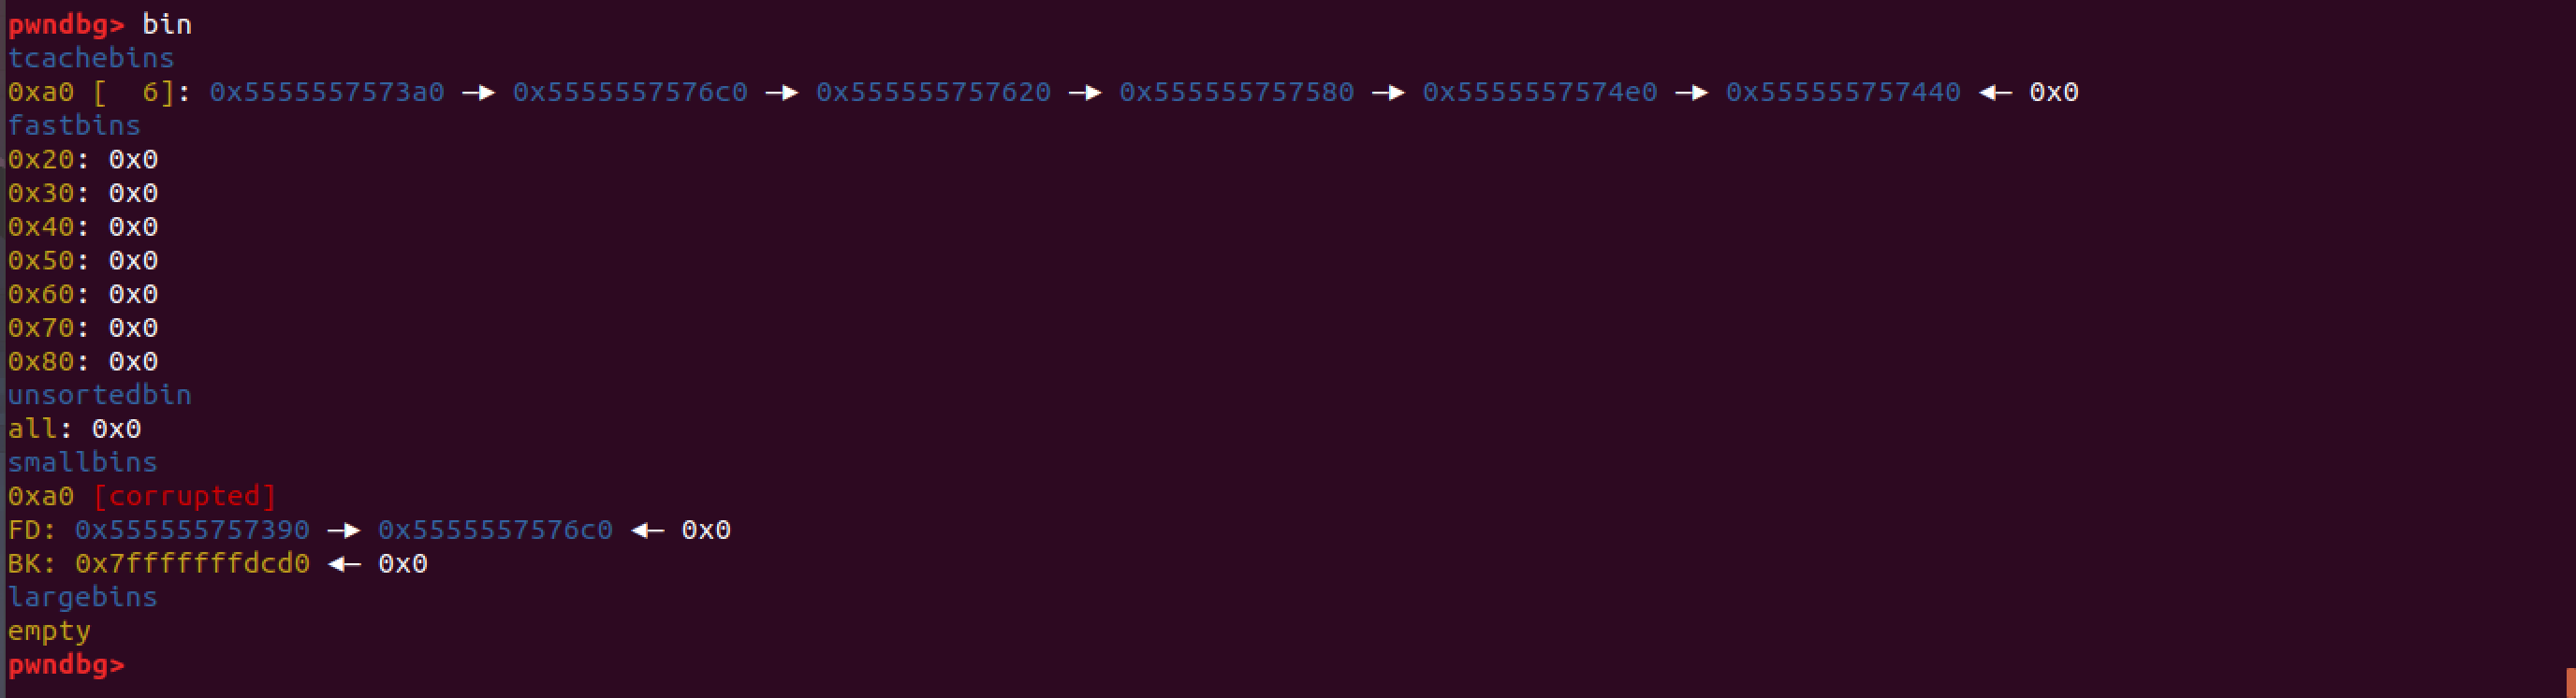 pwndbg> bin
tcachebins
0xa0 [  6]: 0x5555557573a0 —▸ 0x5555557576c0 —▸ 0x555555757620 —▸ 0x555555757580 —▸ 0x5555557574e0 —▸ 0x555555757440 ◂— 0x0
fastbins
0x20: 0x0
0x30: 0x0
0x40: 0x0
0x50: 0x0
0x60: 0x0
0x70: 0x0
0x80: 0x0
unsortedbin
all: 0x0
smallbins
0xa0 [corrupted]
FD: 0x555555757390 —▸ 0x5555557576c0 ◂— 0x0
BK: 0x7fffffffdcd0 ◂— 0x0
largebins
empty
pwndbg>